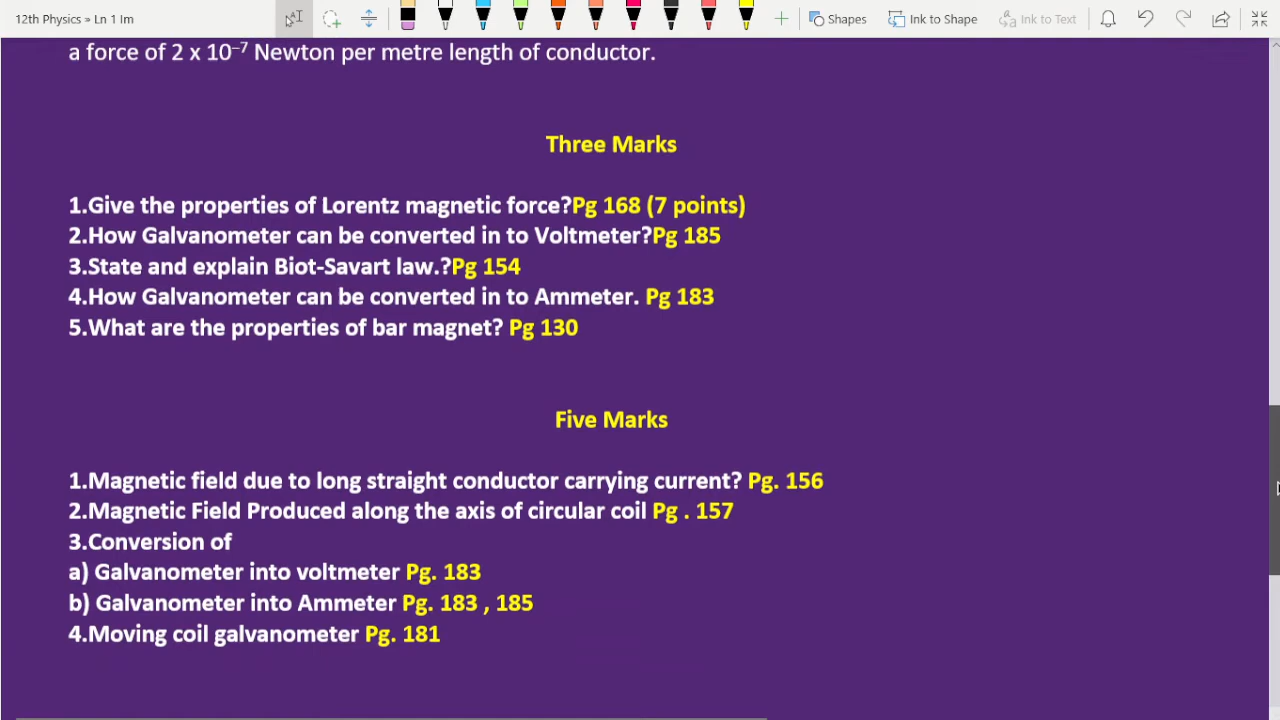 12th Physics » Ln 1 Im
Shapes
Ink to Shape
Ink to Text
a force of 2 x 10⁻⁷ Newton per metre length of conductor.
Three Marks
1.Give the properties of Lorentz magnetic force?Pg 168 (7 points)
2.How Galvanometer can be converted in to Voltmeter?Pg 185
3.State and explain Biot-Savart law.?Pg 154
4.How Galvanometer can be converted in to Ammeter. Pg 183
5.What are the properties of bar magnet? Pg 130
Five Marks
1.Magnetic field due to long straight conductor carrying current? Pg. 156
2.Magnetic Field Produced along the axis of circular coil Pg . 157
3.Conversion of
a) Galvanometer into voltmeter Pg. 183
b) Galvanometer into Ammeter Pg. 183 , 185
4.Moving coil galvanometer Pg. 181